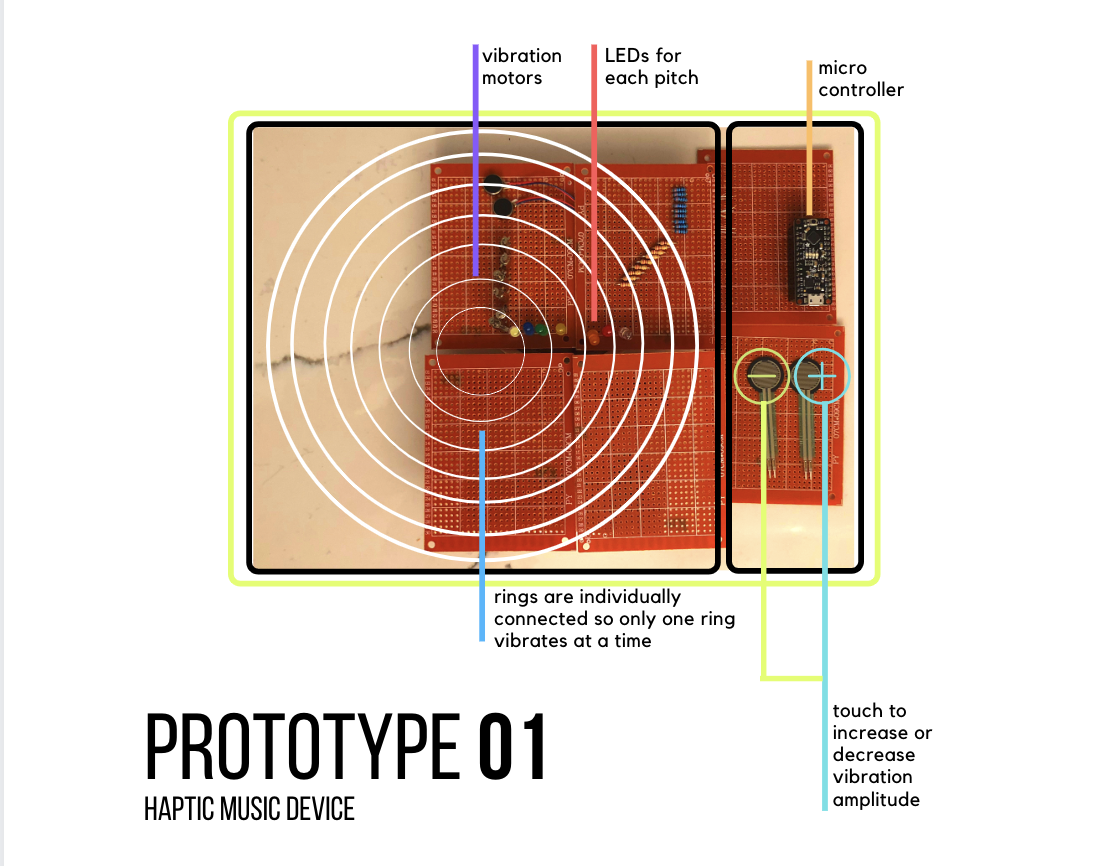 vibration
motors
LEDs for
each pitch
micro
controller
rings are individually
connected so only one ring
vibrates at a time
touch to
increase or
decrease
vibration
amplitude
PROTOTYPE 01
HAPTIC MUSIC DEVICE